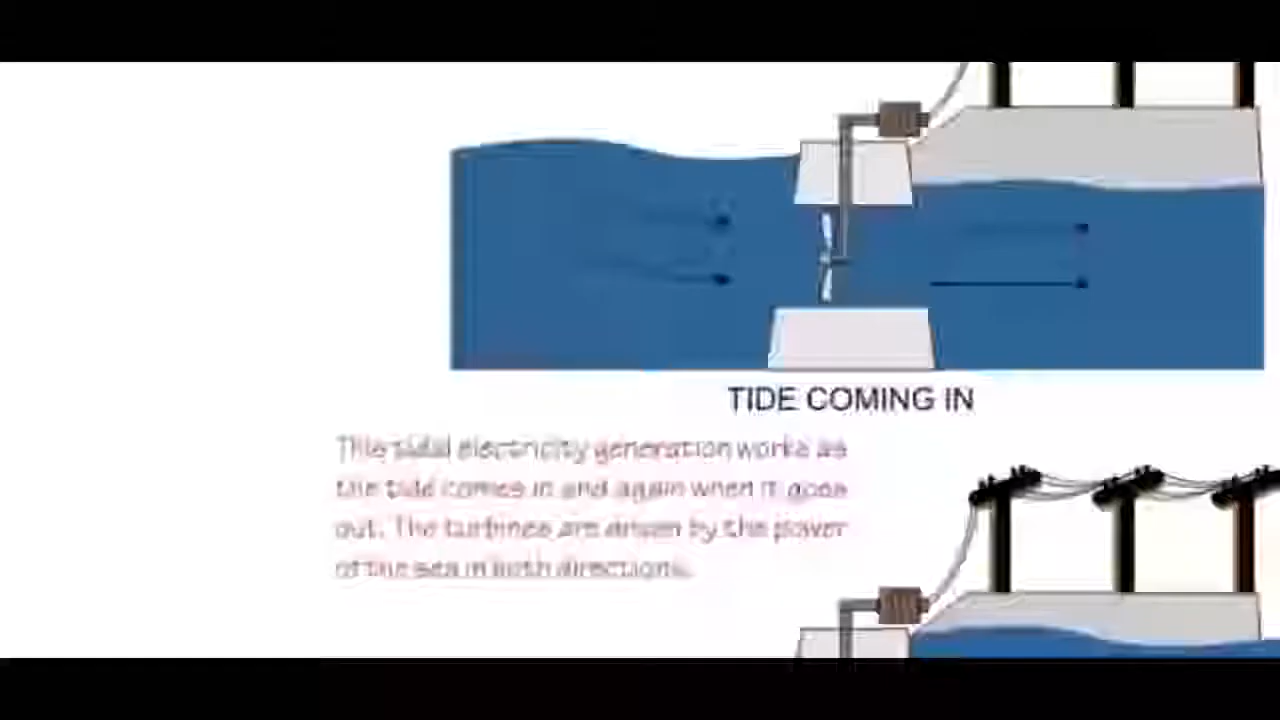 TIDE COMING IN
This tidal electricity generation works as
the tide comes in and again when it goes
out. The turbines are driven by the power
of the sea in both directions.